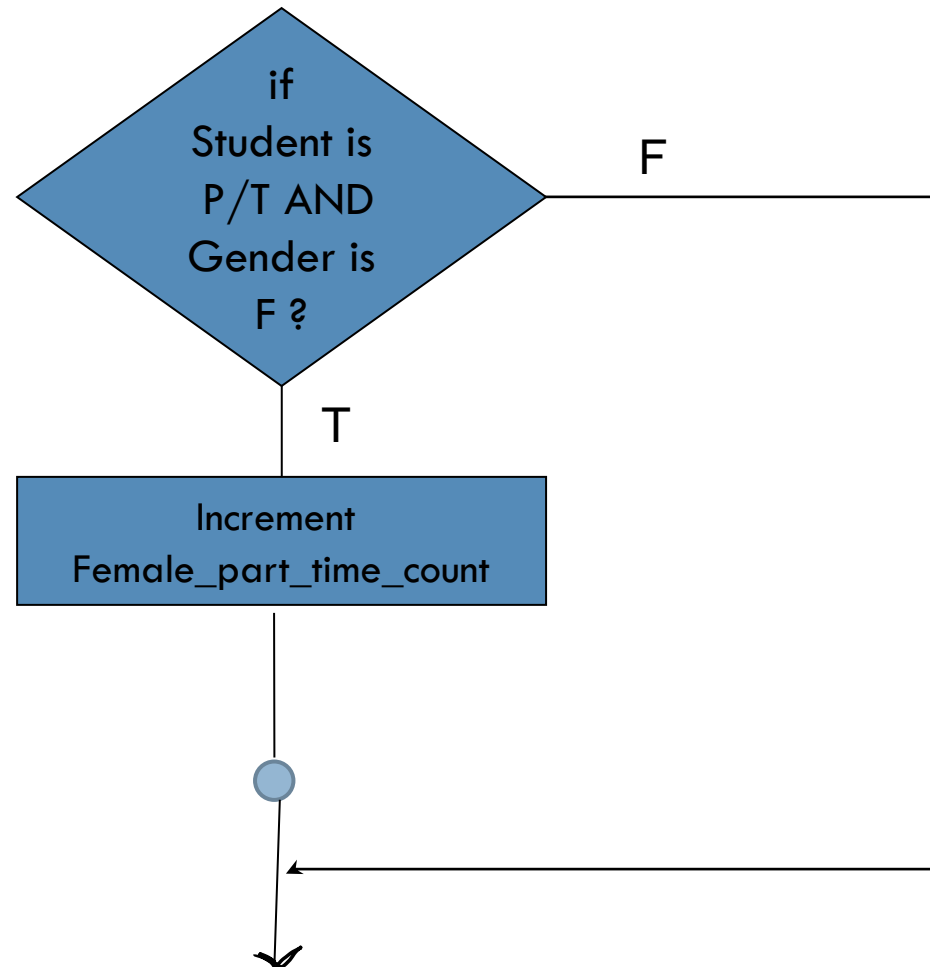 if
Student is
P/T AND
Gender is
F ?
F
T
Increment
Female_part_time_count